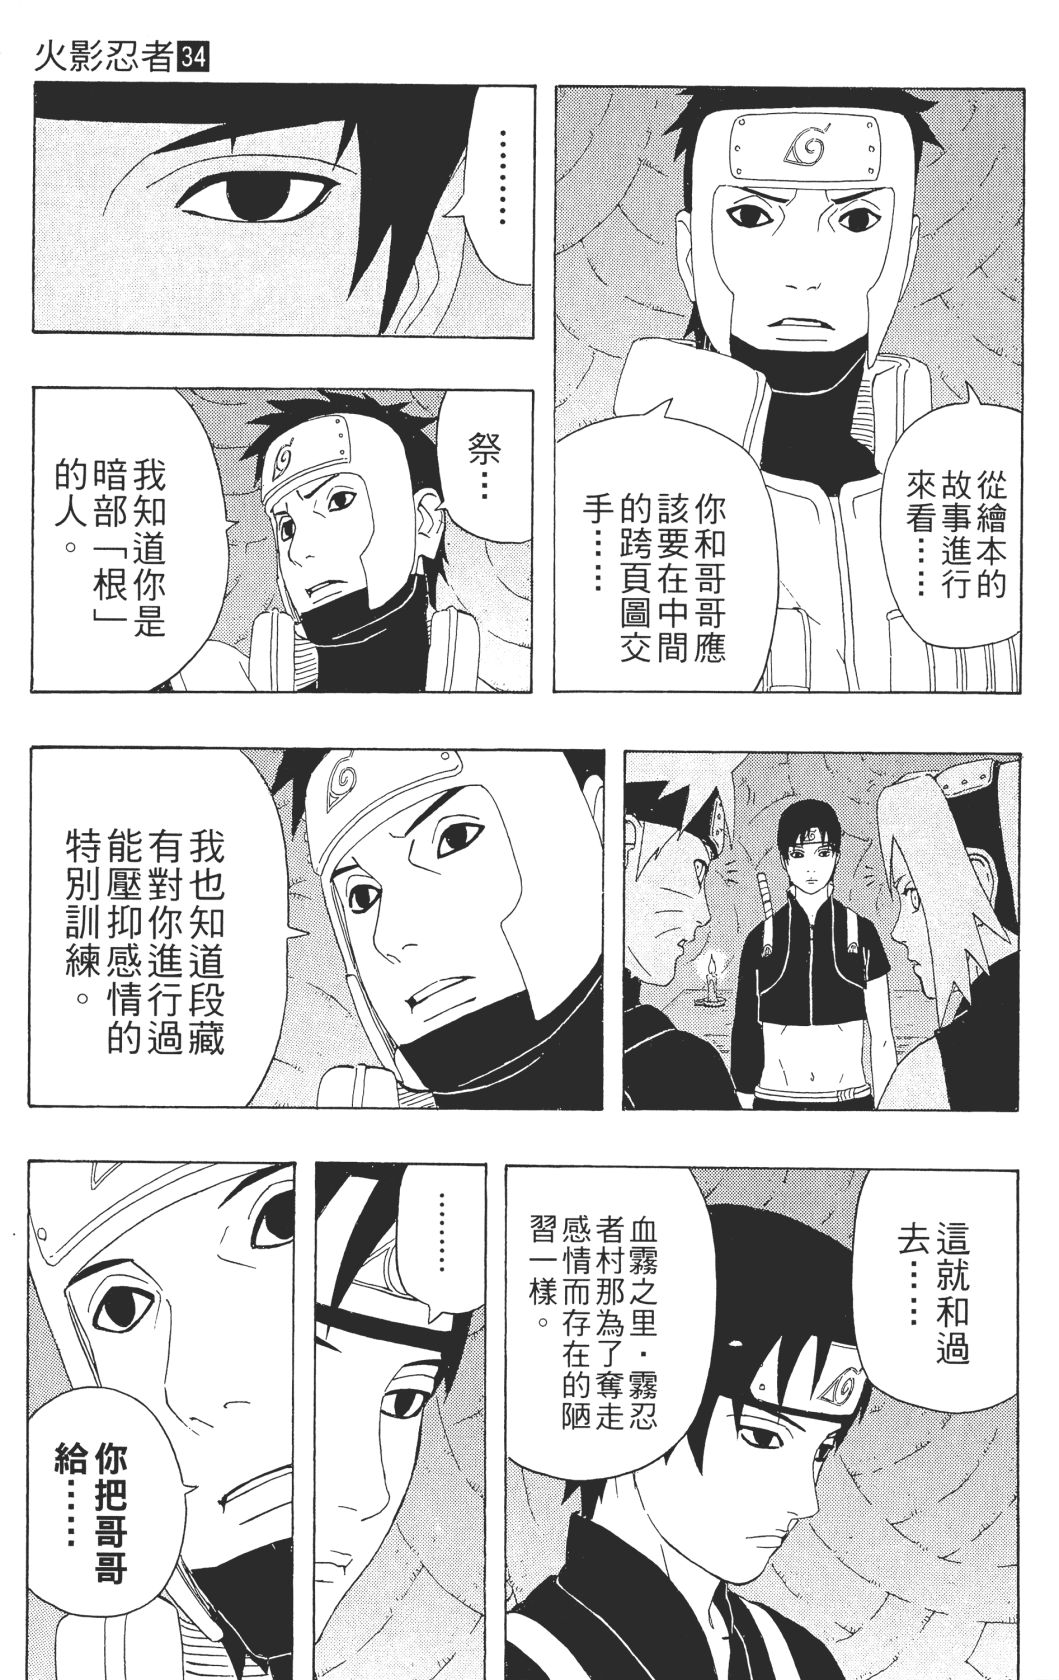 火影忍者34
從繪本的
故事進行
來看……
你和哥哥應
該要在中間
的跨頁圖交
手……
………
祭…
我知道你是
暗部「根」
的人。
我也知道段藏
有對你進行過
能壓抑感情的
特別訓練。
這就和過
去……
血霧之里・霧忍
者村那為了奪走
感情而存在的陋
習一樣。
………
你把哥哥
給……